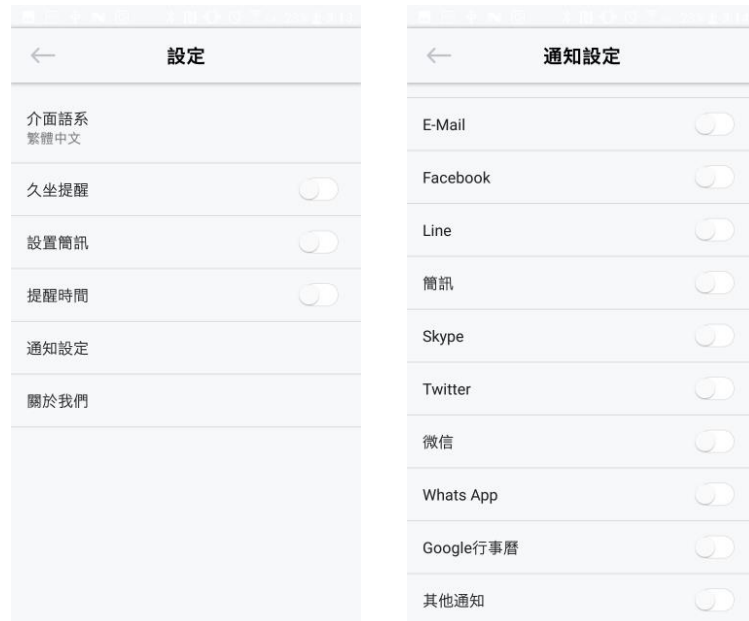 設定
介面語系
繁體中文
久坐提醒
設置簡訊
提醒時間
通知設定
關於我們
通知設定
E-Mail
Facebook
Line
簡訊
Skype
Twitter
微信
Whats App
Google行事曆
其他通知